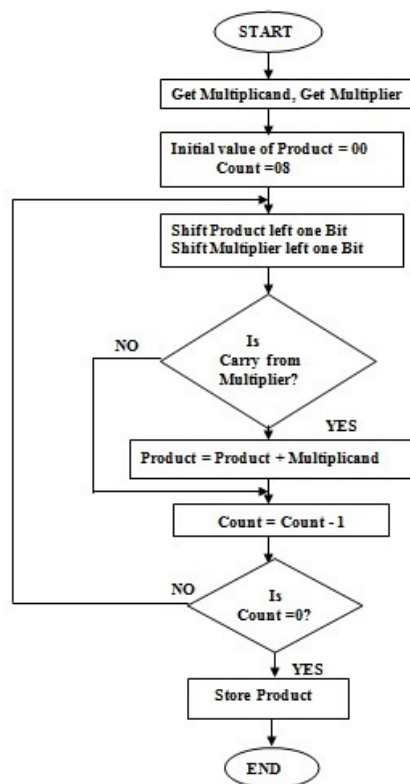 START
Get Multiplicand, Get Multiplier
Initial value of Product = 00
Count =08
Shift Product left one Bit
Shift Multiplier left one Bit
Is
Carry from
Multiplier?
NO
YES
Product = Product + Multiplicand
Count = Count - 1
Is
Count =0?
NO
YES
Store Product
END